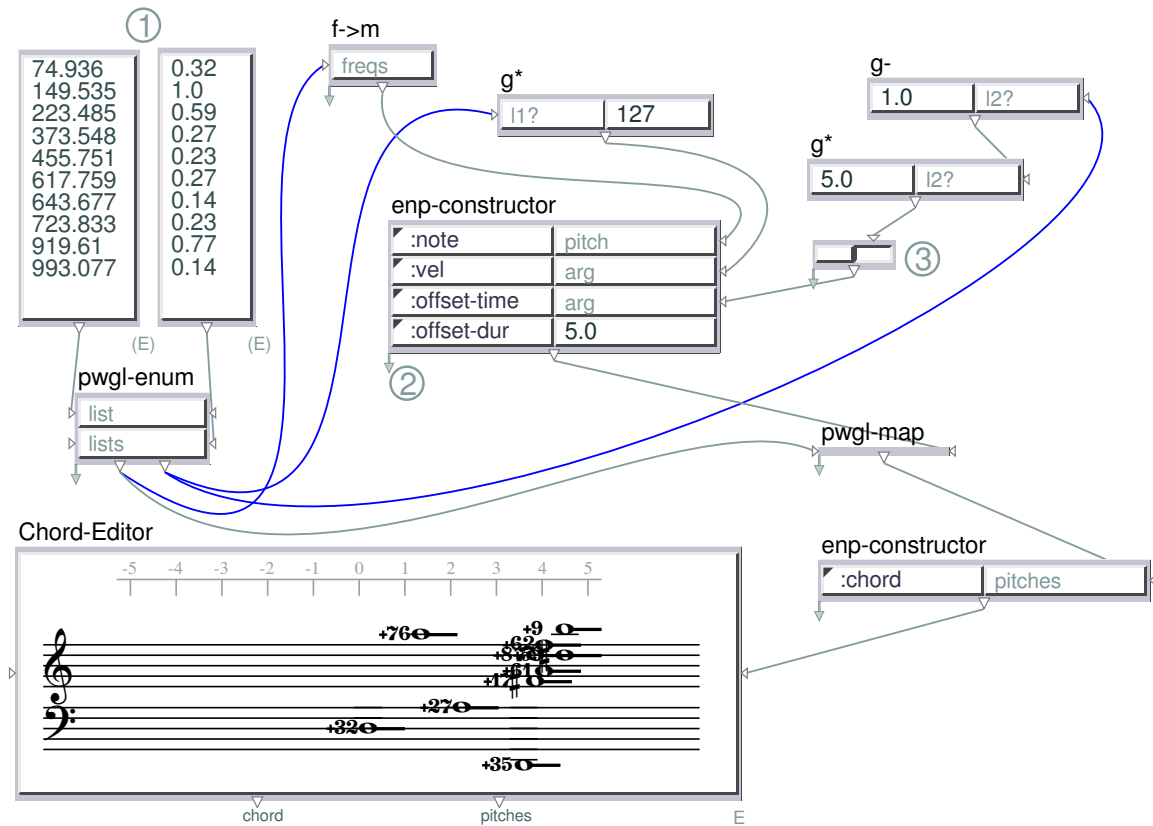 1
f->m
freqs
74.936
149.535
223.485
373.548
455.751
617.759
643.677
723.833
919.61
993.077
(E)
0.32
1.0
0.59
0.27
0.23
0.27
0.14
0.23
0.77
0.14
(E)
g*
l1? 127
g-
1.0 l2?
g*
5.0 l2?
3
enp-constructor
:note pitch
:vel arg
:offset-time arg
:offset-dur 5.0
2
pwgl-enum
list
lists
pwgl-map
enp-constructor
:chord pitches
Chord-Editor
-5 -4 -3 -2 -1 0 1 2 3 4 5
+9
+76
+62
+61
+47
+27
+32
+35
chord pitches E